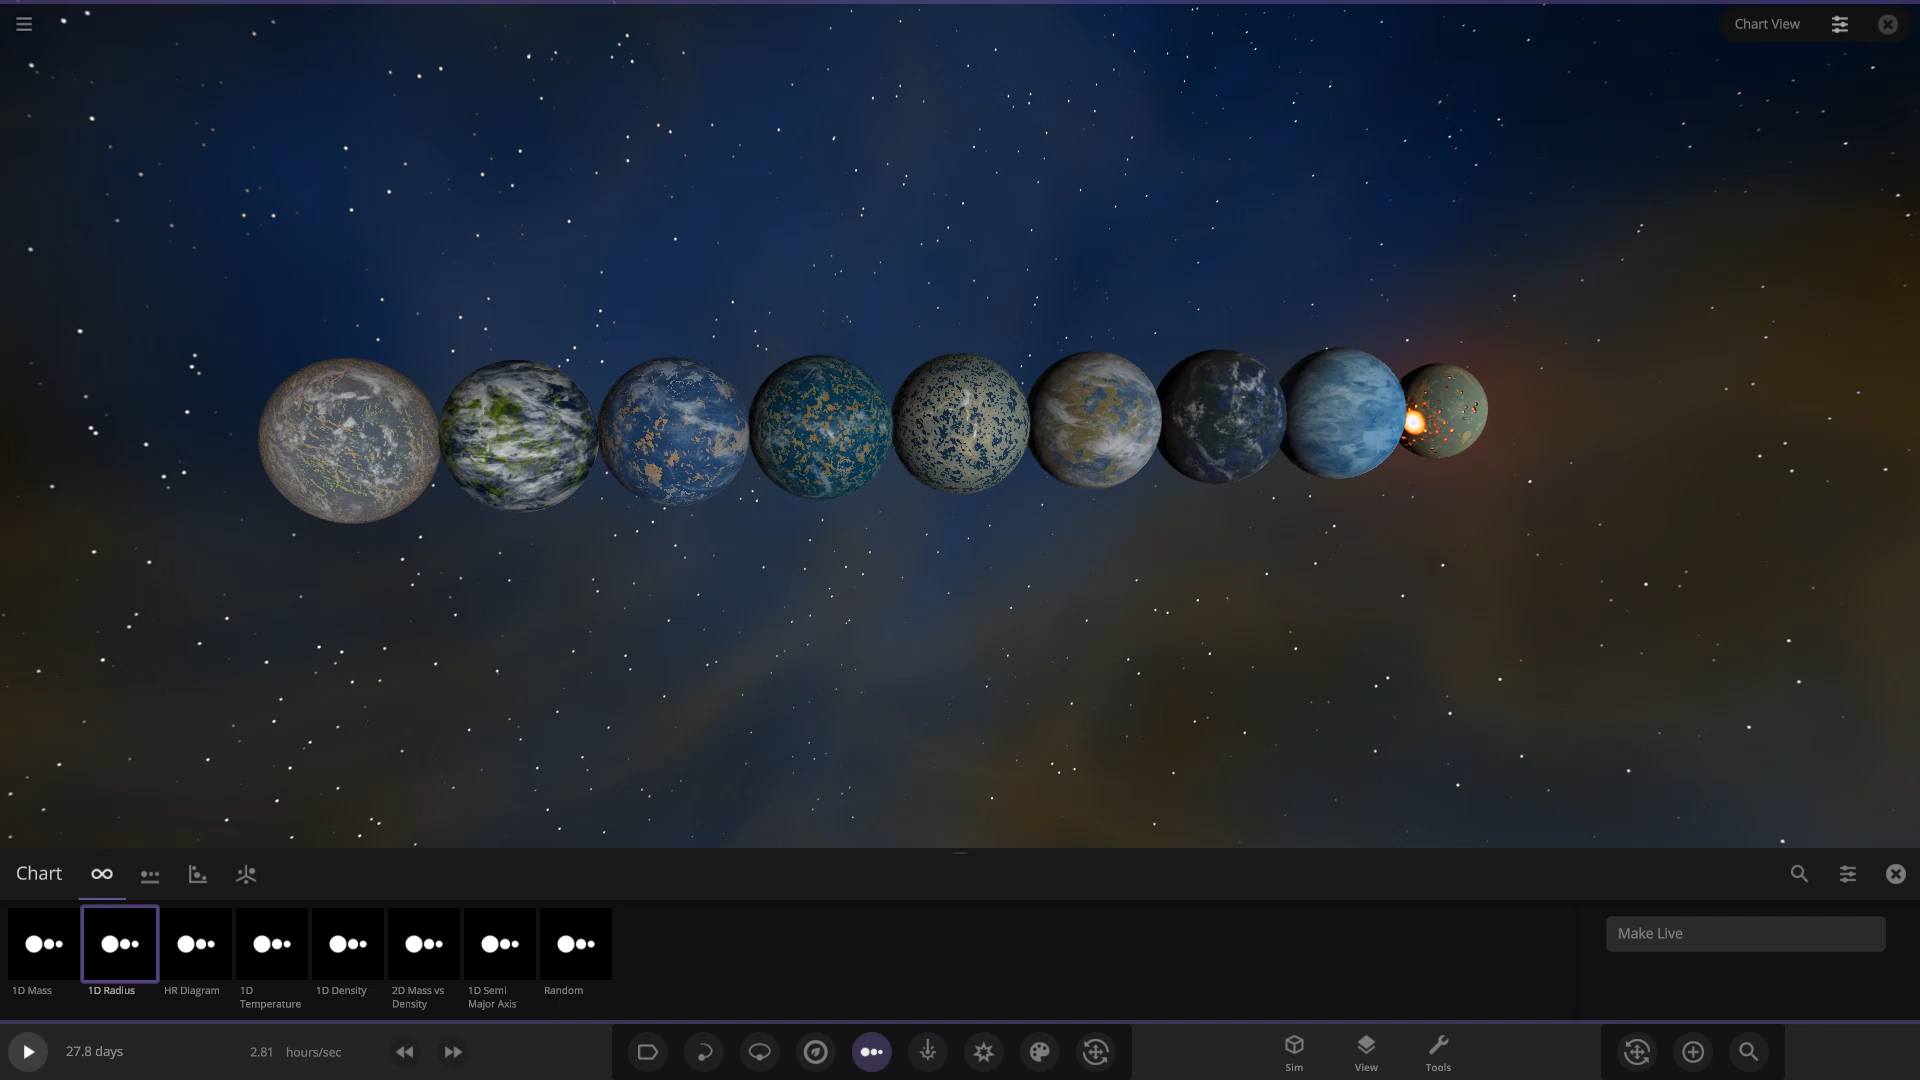 Chart View
Chart
1D Mass
1D Radius
HR Diagram
1D
Temperature
1D Density
2D Mass vs
Density
1D Semi
Major Axis
Random
Make Live
27.8 days
2.81 hours/sec
Sim
View
Tools